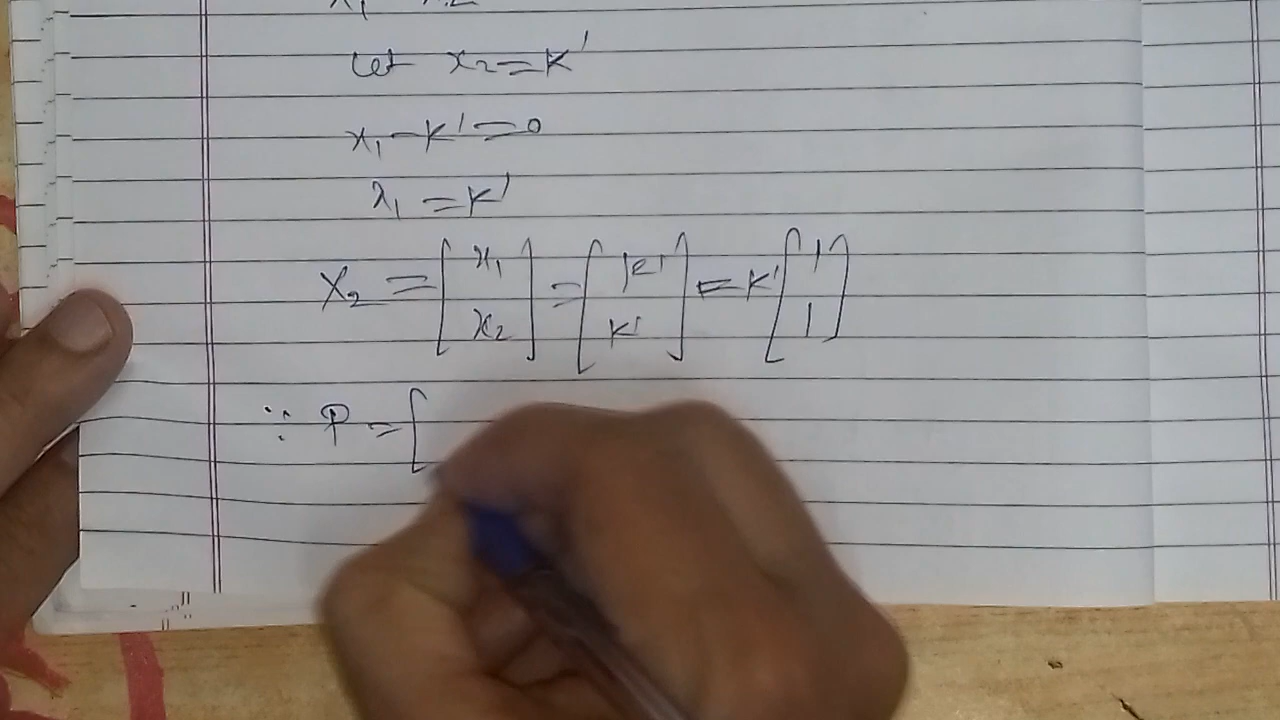 Let x₂ = K'
x₁ - K' = 0
x₁ = K'
X₂ = [x₁ x₂] = [K' K'] = K' [1 1]
∵ P = [